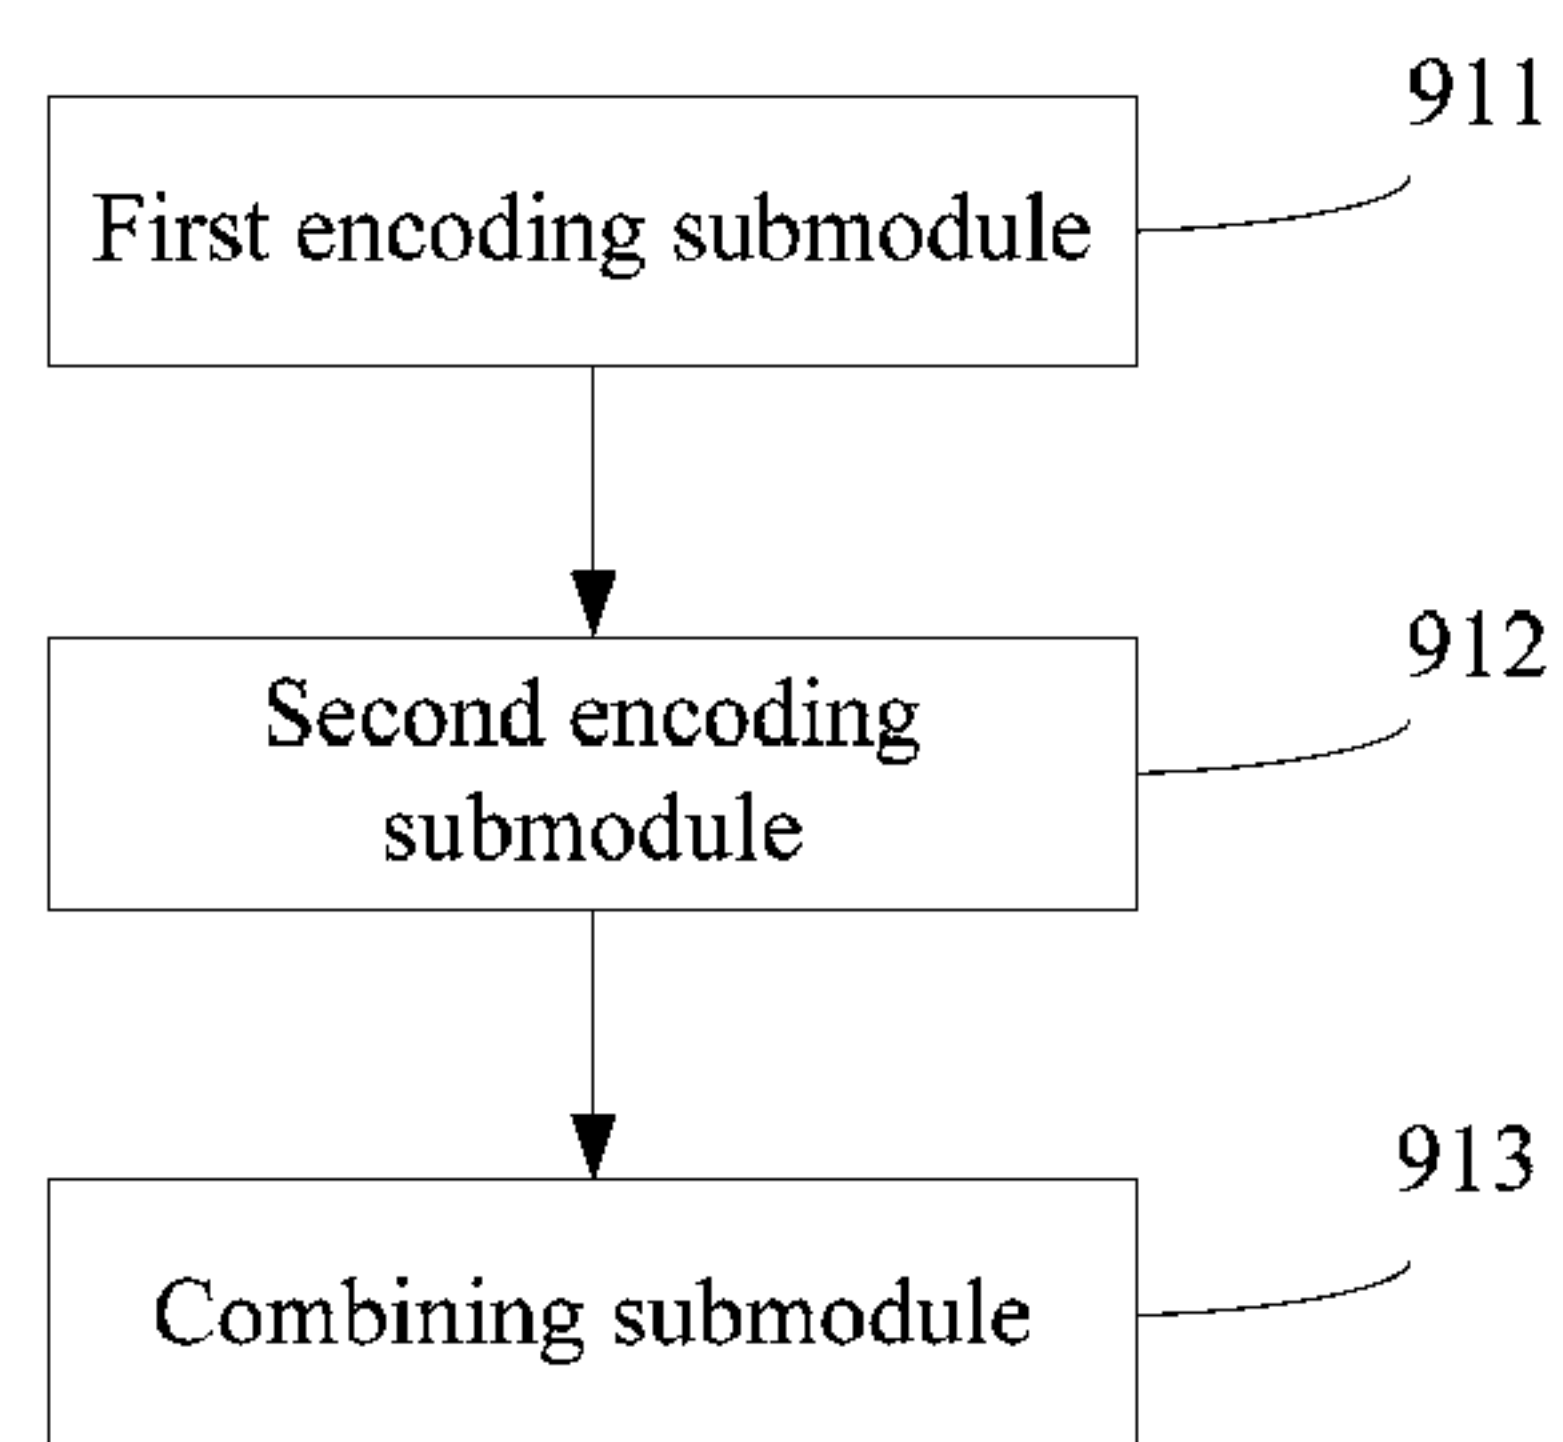 911
First encoding submodule
912
Second encoding
submodule
913
Combining submodule